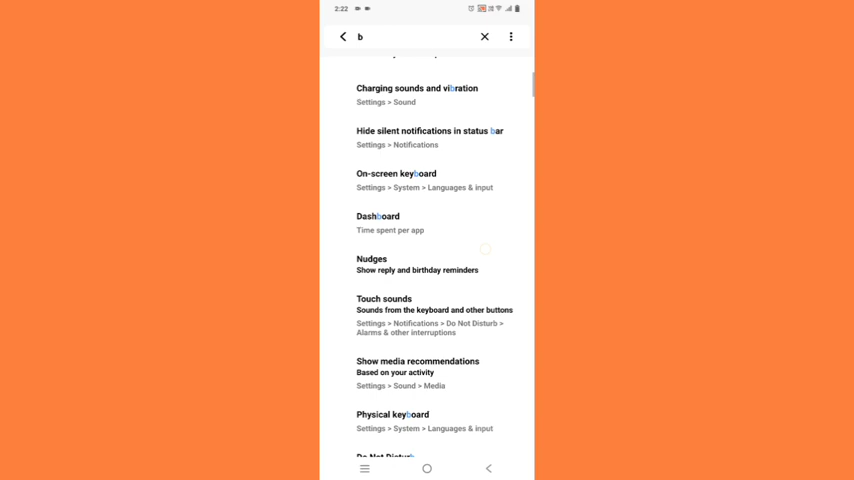 2:22
b
Charging sounds and vibration
Settings > Sound
Hide silent notifications in status bar
Settings > Notifications
On-screen keyboard
Settings > System > Languages & input
Dashboard
Time spent per app
Nudges
Show reply and birthday reminders
Touch sounds
Sounds from the keyboard and other buttons
Settings > Notifications > Do Not Disturb >
Alarms & other interruptions
Show media recommendations
Based on your activity
Settings > Sound > Media
Physical keyboard
Settings > System > Languages & input
Do Not Disturb